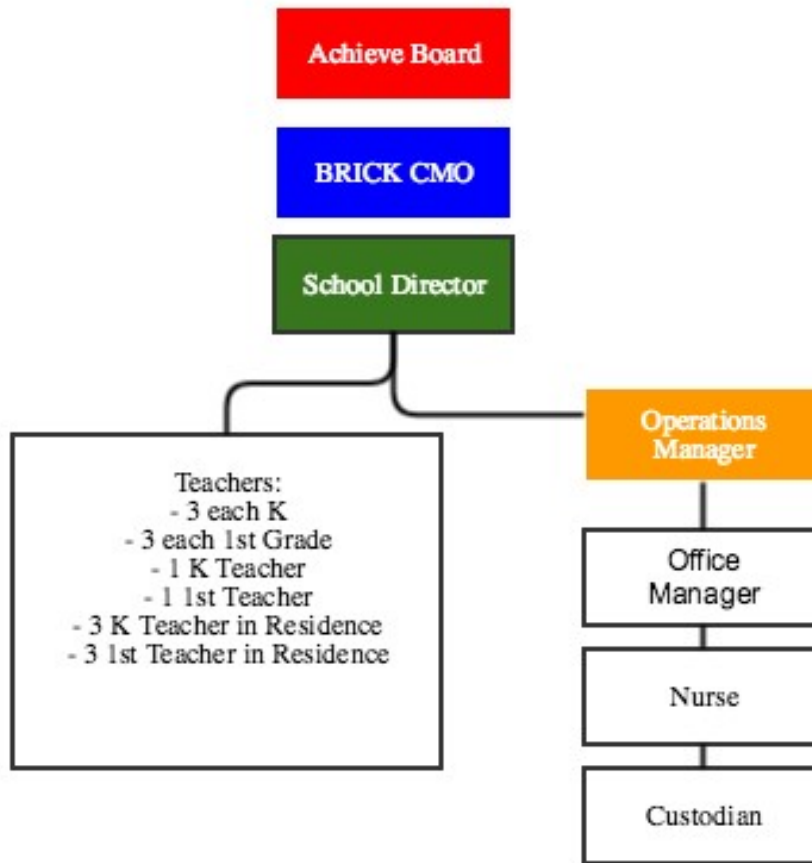 Achieve Board
BRICK CMO
School Director
Operations
Manager
Teachers:
- 3 each K
- 3 each 1st Grade
- 1 K Teacher
- 1 1st Teacher
- 3 K Teacher in Residence
- 3 1st Teacher in Residence
Office
Manager
Nurse
Custodian